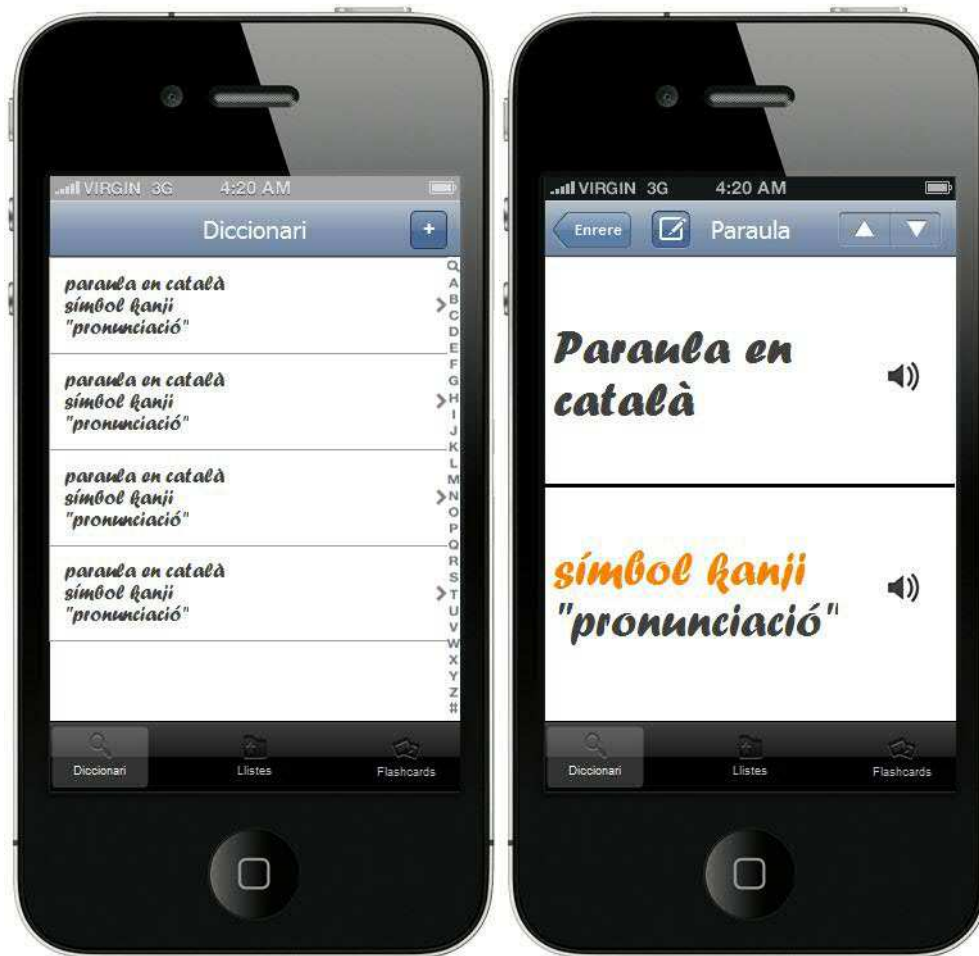 VIRGIN 3G 4:20 AM
Diccionari +
paraula en català
símbol kanji
"pronunciació"
paraula en català
símbol kanji
"pronunciació"
paraula en català
símbol kanji
"pronunciació"
paraula en català
símbol kanji
"pronunciació"
A
B
C
D
E
F
G
H
I
J
K
L
M
N
O
P
Q
R
S
T
U
V
W
X
Y
Z
#
Diccionari Llistes Flashcards
VIRGIN 3G 4:20 AM
Enrere Paraula
Paraula en
català
símbol kanji
"pronunciació"
Diccionari Llistes Flashcards